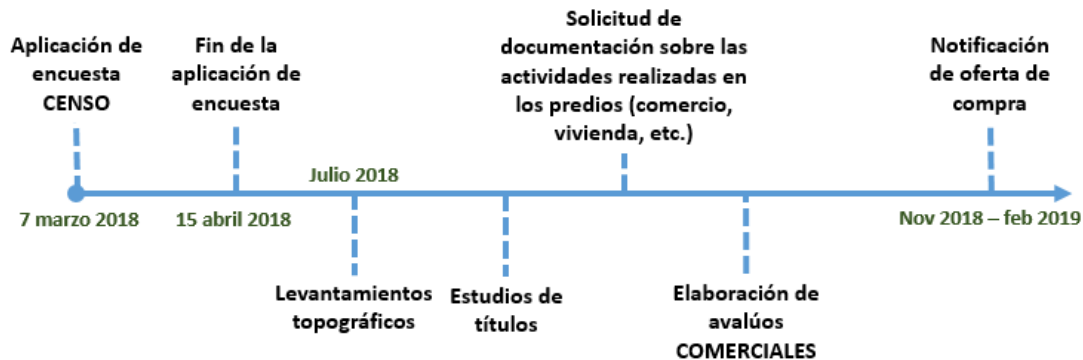 Aplicación de
encuesta
CENSO
Fin de la
aplicación de
encuesta
Solicitud de
documentación sobre las
actividades realizadas en
los predios (comercio,
vivienda, etc.)
Notificación
de oferta de
compra
Julio 2018
7 marzo 2018
15 abril 2018
Nov 2018 – feb 2019
Levantamientos
topográficos
Estudios de
títulos
Elaboración de
avalúos
COMERCIALES